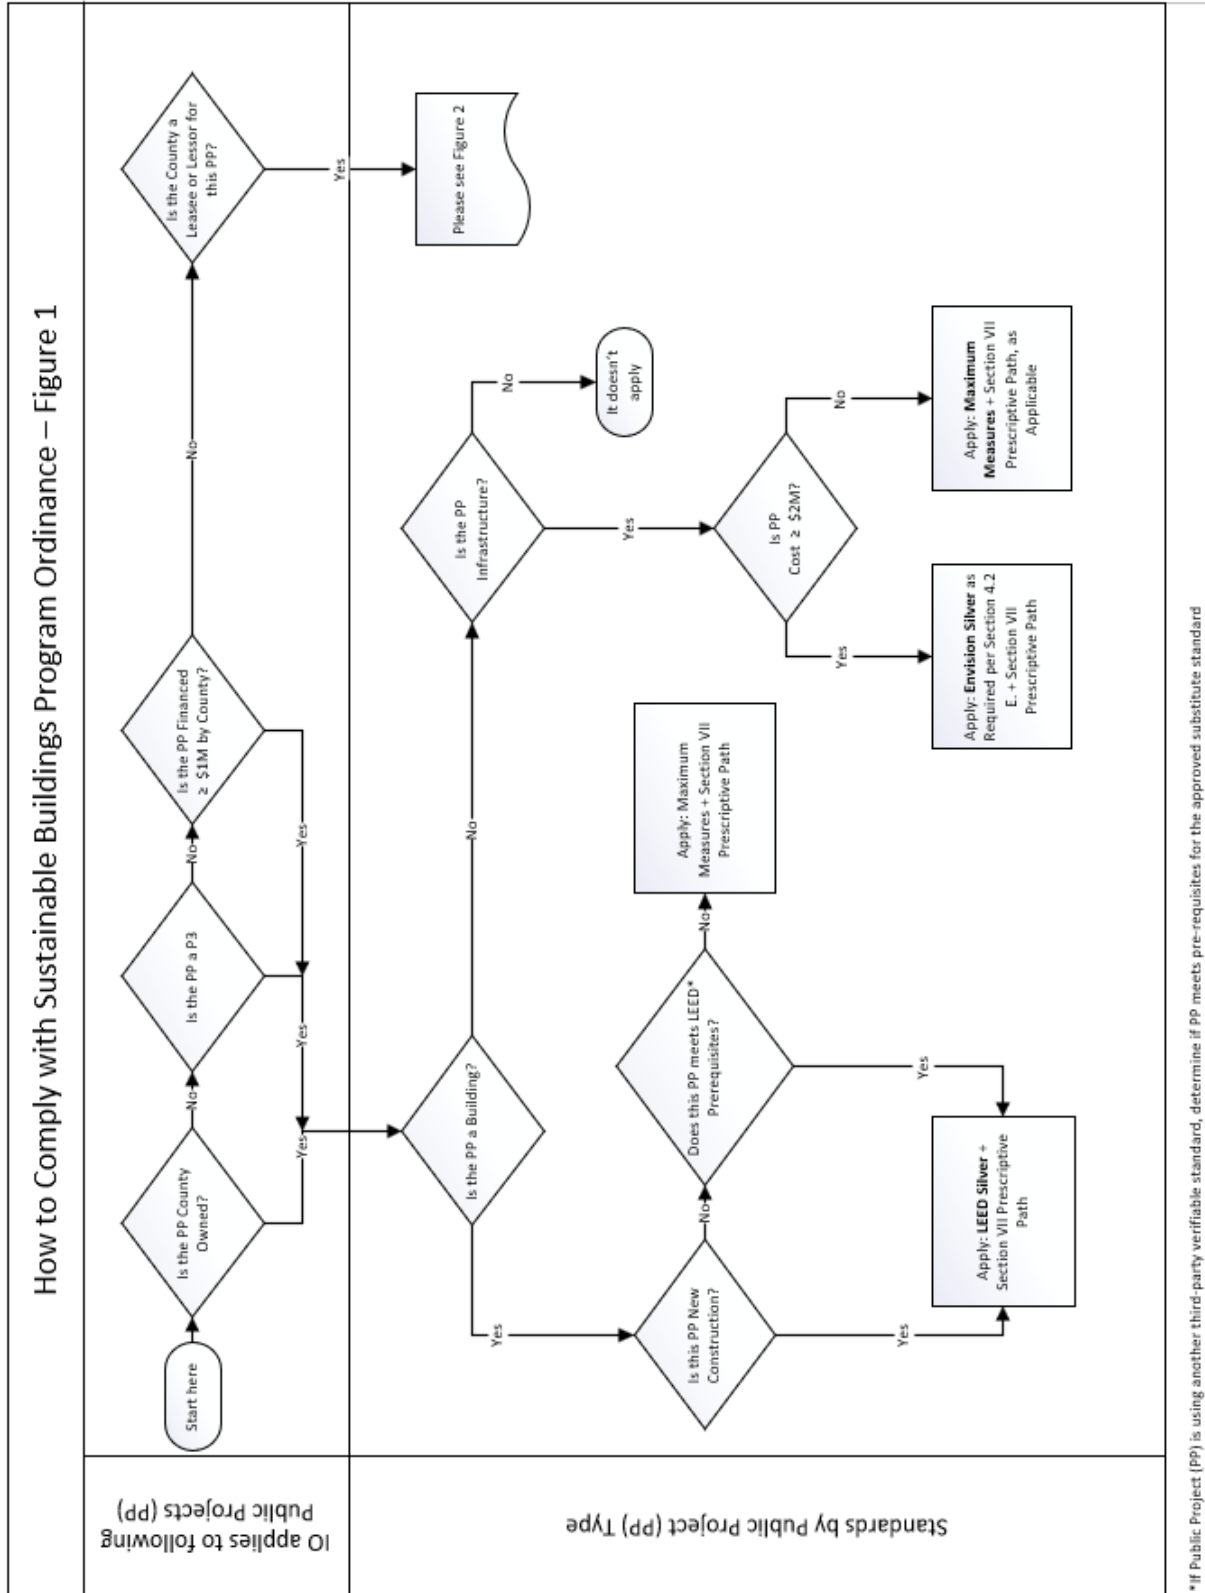 How to Comply with Sustainable Buildings Program Ordinance – Figure 1
IO applies to following
Public Projects (PP)
Start here
Is the PP County
Owned?
No
Is the PP a P3
No
Is the PP Financed
≥ $1M by County?
No
Is the County a
Leasee or Lessor for
this PP?
Yes
Yes
Yes
Yes
Standards by Public Project (PP) Type
Is the PP a Building?
No
Is the PP
Infrastructure?
No
It doesn't
apply
Please see Figure 2
Yes
Yes
Is this PP New
Construction?
No
Does this PP meets LEED*
Prerequisites?
No
Apply: Maximum
Measures + Section VII
Prescriptive Path
Is PP
Cost ≥ $2M?
Yes
Yes
Yes
No
Apply: LEED Silver +
Section VII Prescriptive
Path
Apply: Envision Silver as
Required per Section 4.2
E. + Section VII
Prescriptive Path
Apply: Maximum
Measures + Section VII
Prescriptive Path, as
Applicable
*If Public Project (PP) is using another third-party verifiable standard, determine if PP meets pre-requisites for the approved substitute standard